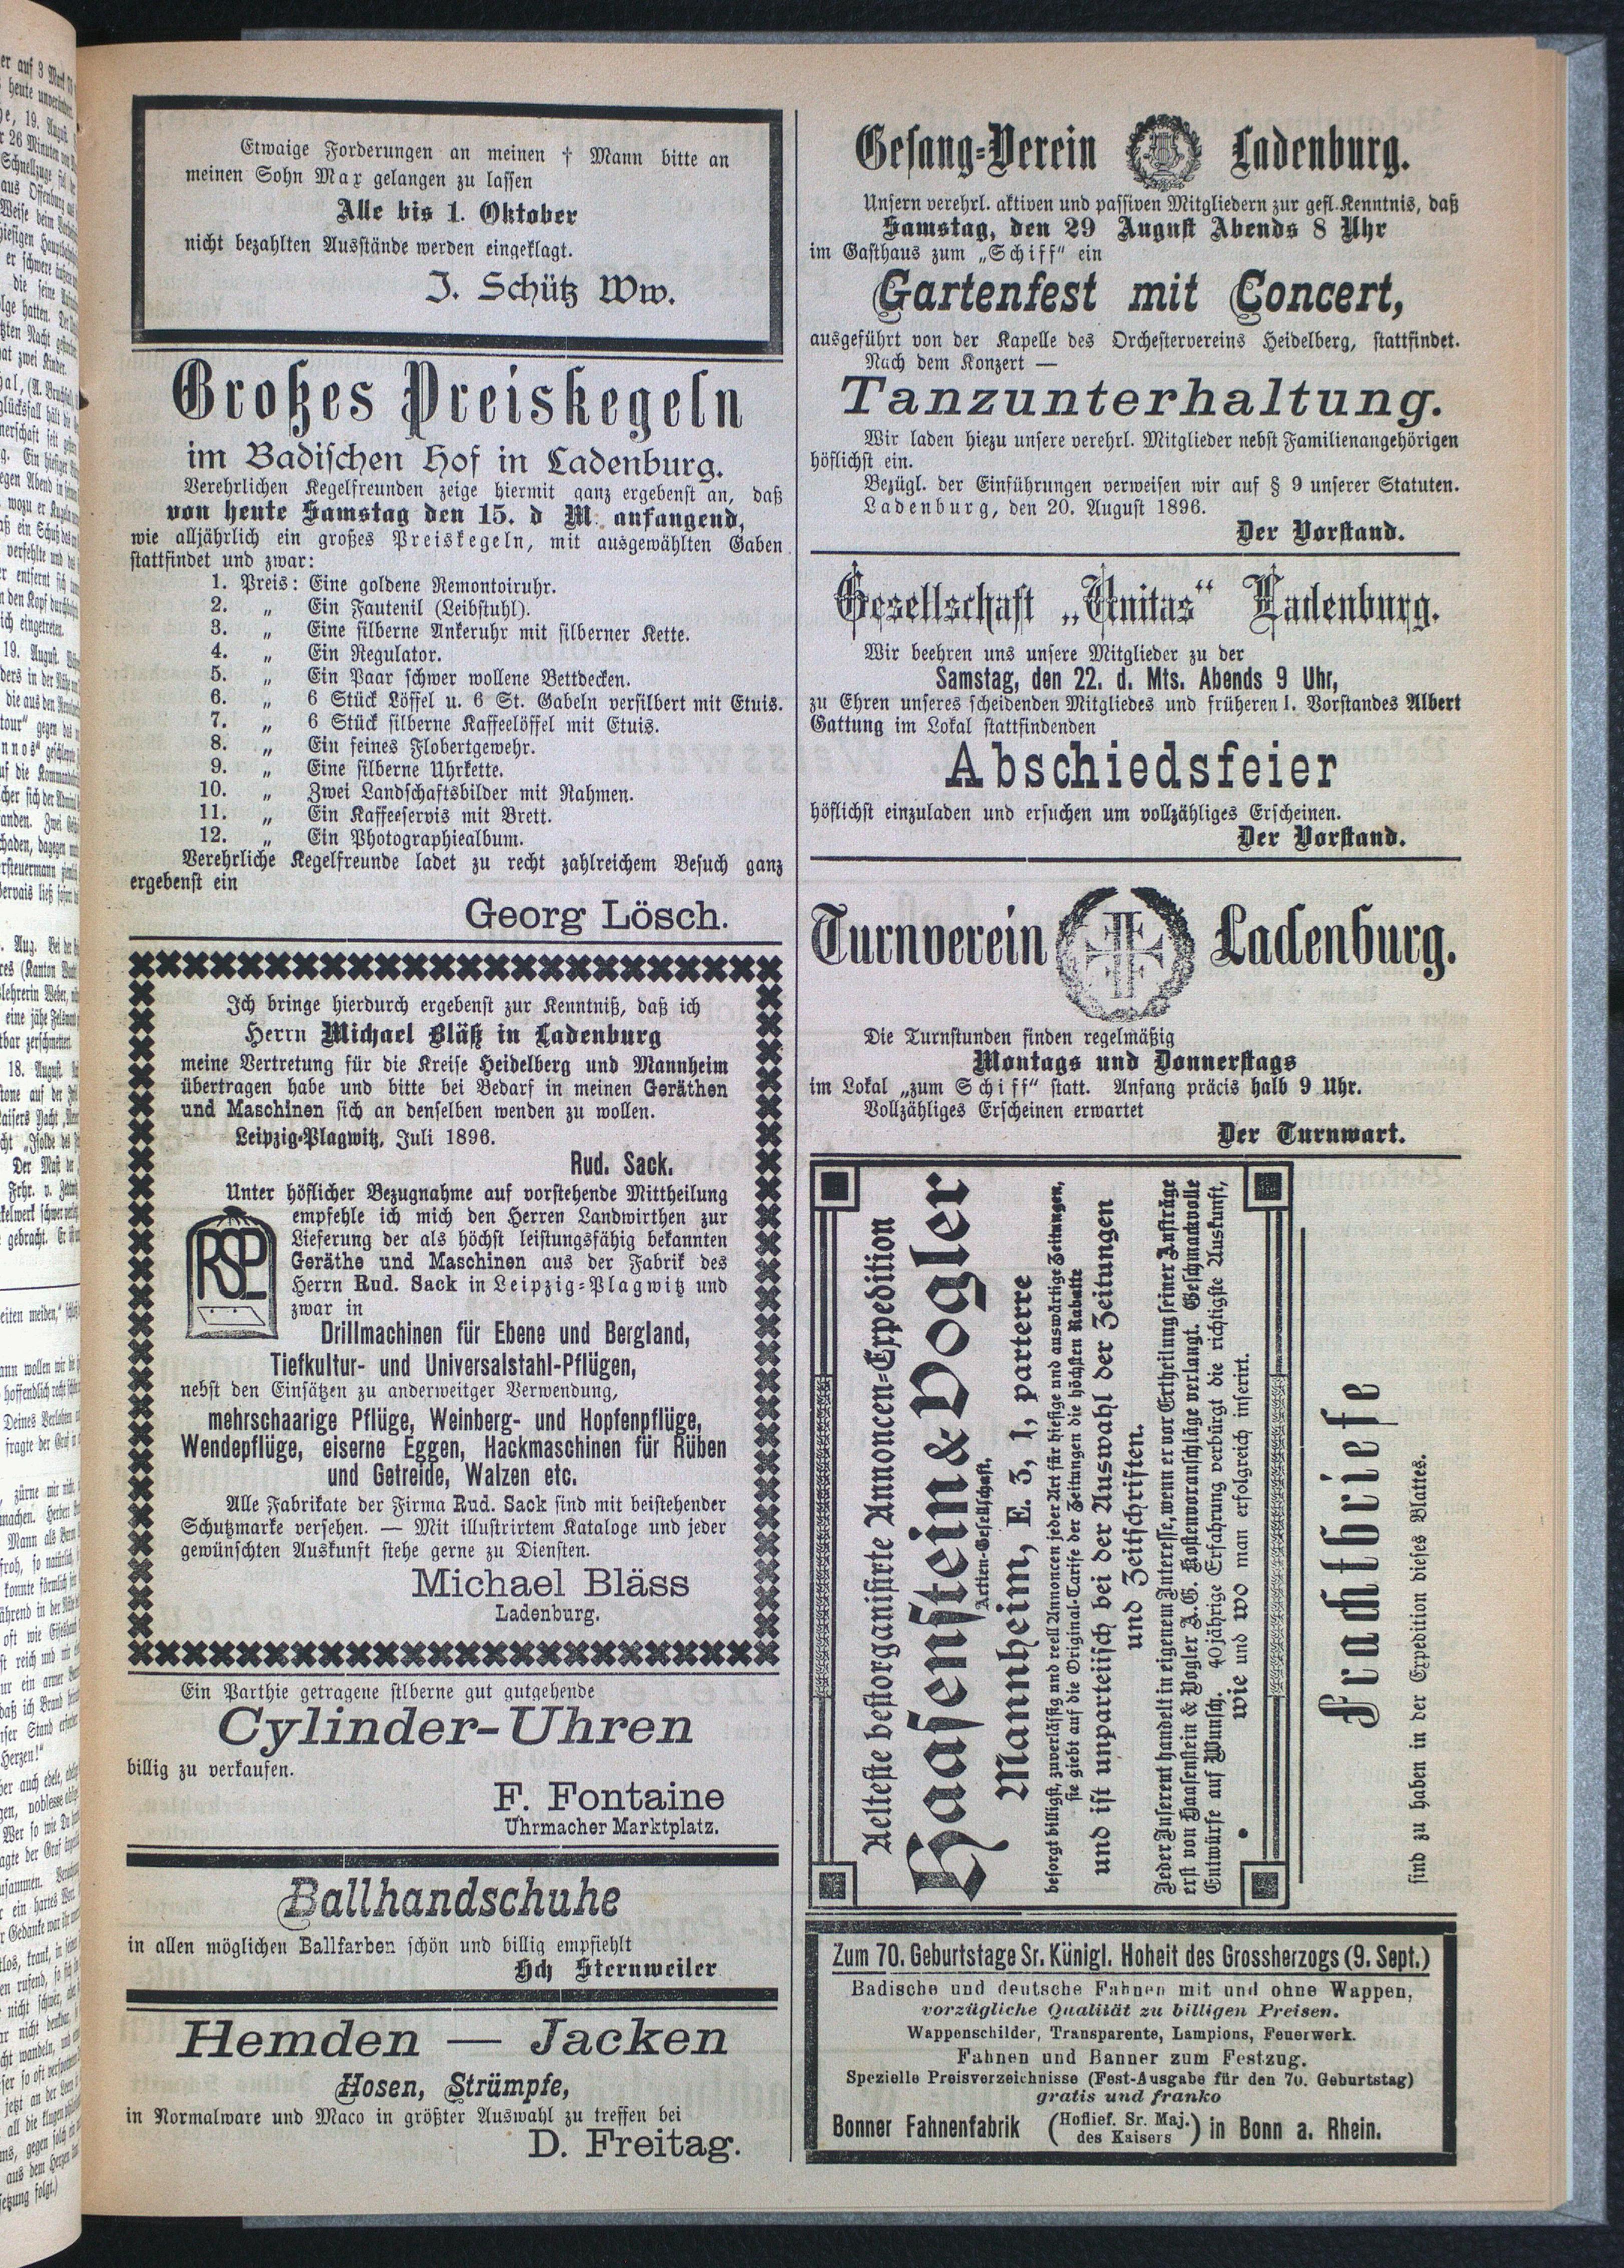 Etwaige Forderungen an meinen † Mann bitte an
meinen Sohn Max gelangen zu lassen
Alle bis 1. Oktober
nicht bezahlten Ausstände werden eingeklagt.
J. Schütz Ww.
Großes Preiskegeln
im Badischen Hof in Ladenburg.
Verehrlichen Kegelfreunden zeige hiermit ganz ergebenst an, daß
von heute Samstag den 15. d M. anfangend,
wie alljährlich ein großes Preiskegeln, mit ausgewählten Gaben
stattfindet und zwar:
1. Preis: Eine goldene Remontoiruhr.
2. „ Ein Fautenil (Leibstuhl).
3. „ Eine silberne Ankeruhr mit silberner Kette.
4. „ Ein Regulator.
5. „ Ein Paar schwer wollene Bettdecken.
6. „ 6 Stück Löffel u. 6 St. Gabeln versilbert mit Etuis.
7. „ 6 Stück silberne Kaffeelöffel mit Etuis.
8. „ Ein feines Flobertgewehr.
9. „ Eine silberne Uhrkette.
10. „ Zwei Landschaftsbilder mit Rahmen.
11. „ Ein Kaffeeservis mit Brett.
12. „ Ein Photographiealbum.
Verehrliche Kegelfreunde ladet zu recht zahlreichem Besuch ganz
ergebenst ein
Georg Lösch.
Ich bringe hierdurch ergebenst zur Kenntniß, daß ich
Herrn Michael Bläß in Ladenburg
meine Vertretung für die Kreise Heidelberg und Mannheim
übertragen habe und bitte bei Bedarf in meinen Geräthen
und Maschinen sich an denselben wenden zu wollen.
Leipzig-Plagwitz, Juli 1896.
Rud. Sack.
Unter höflicher Bezugnahme auf vorstehende Mittheilung
empfehle ich mich den Herren Landwirthen zur
Lieferung der als höchst leistungsfähig bekannten
Geräthe und Maschinen aus der Fabrik des
Herrn Rud. Sack in Leipzig-Plagwitz und
zwar in
RSP
Drillmachinen für Ebene und Bergland,
Tiefkultur- und Universalstahl-Pflügen,
nebst den Einsätzen zu anderweitger Verwendung,
mehrschaarige Pflüge, Weinberg- und Hopfenpflüge,
Wendepflüge, eiserne Eggen, Hackmaschinen für Rüben
und Getreide, Walzen etc.
Alle Fabrikate der Firma Rud. Sack sind mit beistehender
Schutzmarke versehen. — Mit illustrirtem Kataloge und jeder
gewünschten Auskunft stehe gerne zu Diensten.
Michael Bläss
Ladenburg.
Ein Parthie getragene stlberne gut gutgehende
Cylinder-Uhren
billig zu verkaufen.
F. Fontaine
Uhrmacher Marktplatz.
Ballhandschuhe
in allen möglichen Ballfarben schön und billig empfiehlt
Hch Sternweiler
Hemden — Jacken
Hosen, Strümpfe,
in Normalware und Maco in größter Auswahl zu treffen bei
D. Freitag.
Gesang-Verein Ladenburg.
Unsern verehrl. aktiven und passiven Mitgliedern zur gefl. Kenntnis, daß
Samstag, den 29 August Abends 8 Uhr
im Gasthaus zum „Schiff“ ein
Gartenfest mit Concert,
ausgeführt von der Kapelle des Orchestervereins Heidelberg, stattfindet.
Nach dem Konzert —
Tanzunterhaltung.
Wir laden hiezu unsere verehrl. Mitglieder nebst Familienangehörigen
höflichst ein.
Bezügl. der Einführungen verweisen wir auf § 9 unserer Statuten.
Ladenburg, den 20. August 1896.
Der Vorstand.
Gesellschaft „Unitas“ Ladenburg.
Wir beehren uns unsere Mitglieder zu der
Samstag, den 22. d. Mts. Abends 9 Uhr,
zu Ehren unseres scheidenden Mitgliedes und früheren 1. Vorstandes Albert
Gattung im Lokal stattfindenden
Abschiedsfeier
höflichst einzuladen und ersuchen um vollzähliges Erscheinen.
Der Vorstand.
Turnverein Ladenburg.
Die Turnstunden finden regelmäßig
Montags und Donnerstags
im Lokal „zum Schiff“ statt. Anfang präcis halb 9 Uhr.
Vollzähliges Erscheinen erwartet
Der Turnwart.
Aelteste bestorganisirte Annoncen-Expedition
Haasenstein & Vogler
Actien-Gesellschaft,
Mannheim, E. 3, 1, parterre
besorgt billigst, zuverlässig und reell Annoncen jeder Art für hiesige und auswärtige Zeitungen,
sie giebt auf die Original-Tarife der Zeitungen die höchsten Rabatte
und ist unparteiisch bei der Auswahl der Zeitungen
und Zeitschriften.
Jeder Inserent handelt in eigenem Interesse, wenn er vor Ertheilung seiner Aufträge
erst von Haasenstein & Vogler A.G. Kostenvoranschläge verlangt. Geschmackvolle
Entwürfe auf Wunsch. 40jährige Erfahrung verbürgt die richtigste Auskunft,
wie und wo man erfolgreich inserirt.
Frachtbriefe
sind zu haben in der Expedition dieses Blattes.
Zum 70. Geburtstage Sr. Künigl. Hoheit des Grossherzogs (9. Sept.)
Badische und deutsche Fahnen mit und ohne Wappen,
vorzügliche Qualität zu billigen Preisen.
Wappenschilder, Transparente, Lampions, Feuerwerk.
Fahnen und Banner zum Festzug.
Spezielle Preisverzeichnisse (Fest-Ausgabe für den 70. Geburtstag)
gratis und franko
Bonner Fahnenfabrik (Hoflief. Sr. Maj. des Kaisers) in Bonn a. Rhein.